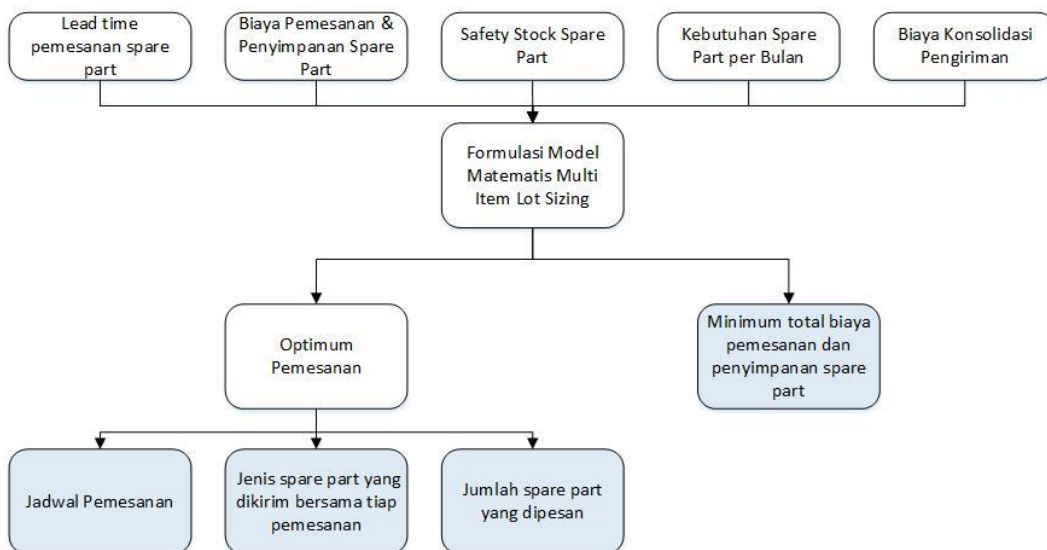 Lead time
pemesanan spare
part
Biaya Pemesanan &
Penyimpanan Spare
Part
Safety Stock Spare
Part
Kebutuhan Spare
Part per Bulan
Biaya Konsolidasi
Pengiriman
Formulasi Model
Matematis Multi
Item Lot Sizing
Optimum
Pemesanan
Minimum total biaya
pemesanan dan
penyimpanan spare
part
Jadwal Pemesanan
Jenis spare part yang
dikirim bersama tiap
pemesanan
Jumlah spare part
yang dipesan